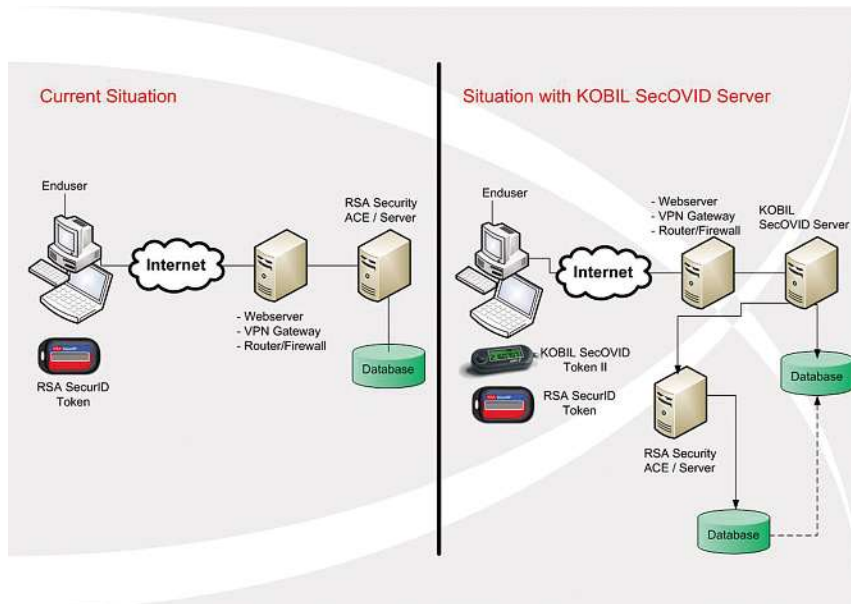 Current Situation
Enduser
RSA Security
ACE / Server
Internet
- Webserver
- VPN Gateway
- Router/Firewall
Database
RSA SecurID
Token
Situation with KOBIL SecOVID Server
Enduser
- Webserver
- VPN Gateway
- Router/Firewall
KOBIL
SecOVID Server
Internet
KOBIL SecOVID
Token II
RSA SecurID
Token
Database
RSA Security
ACE / Server
Database